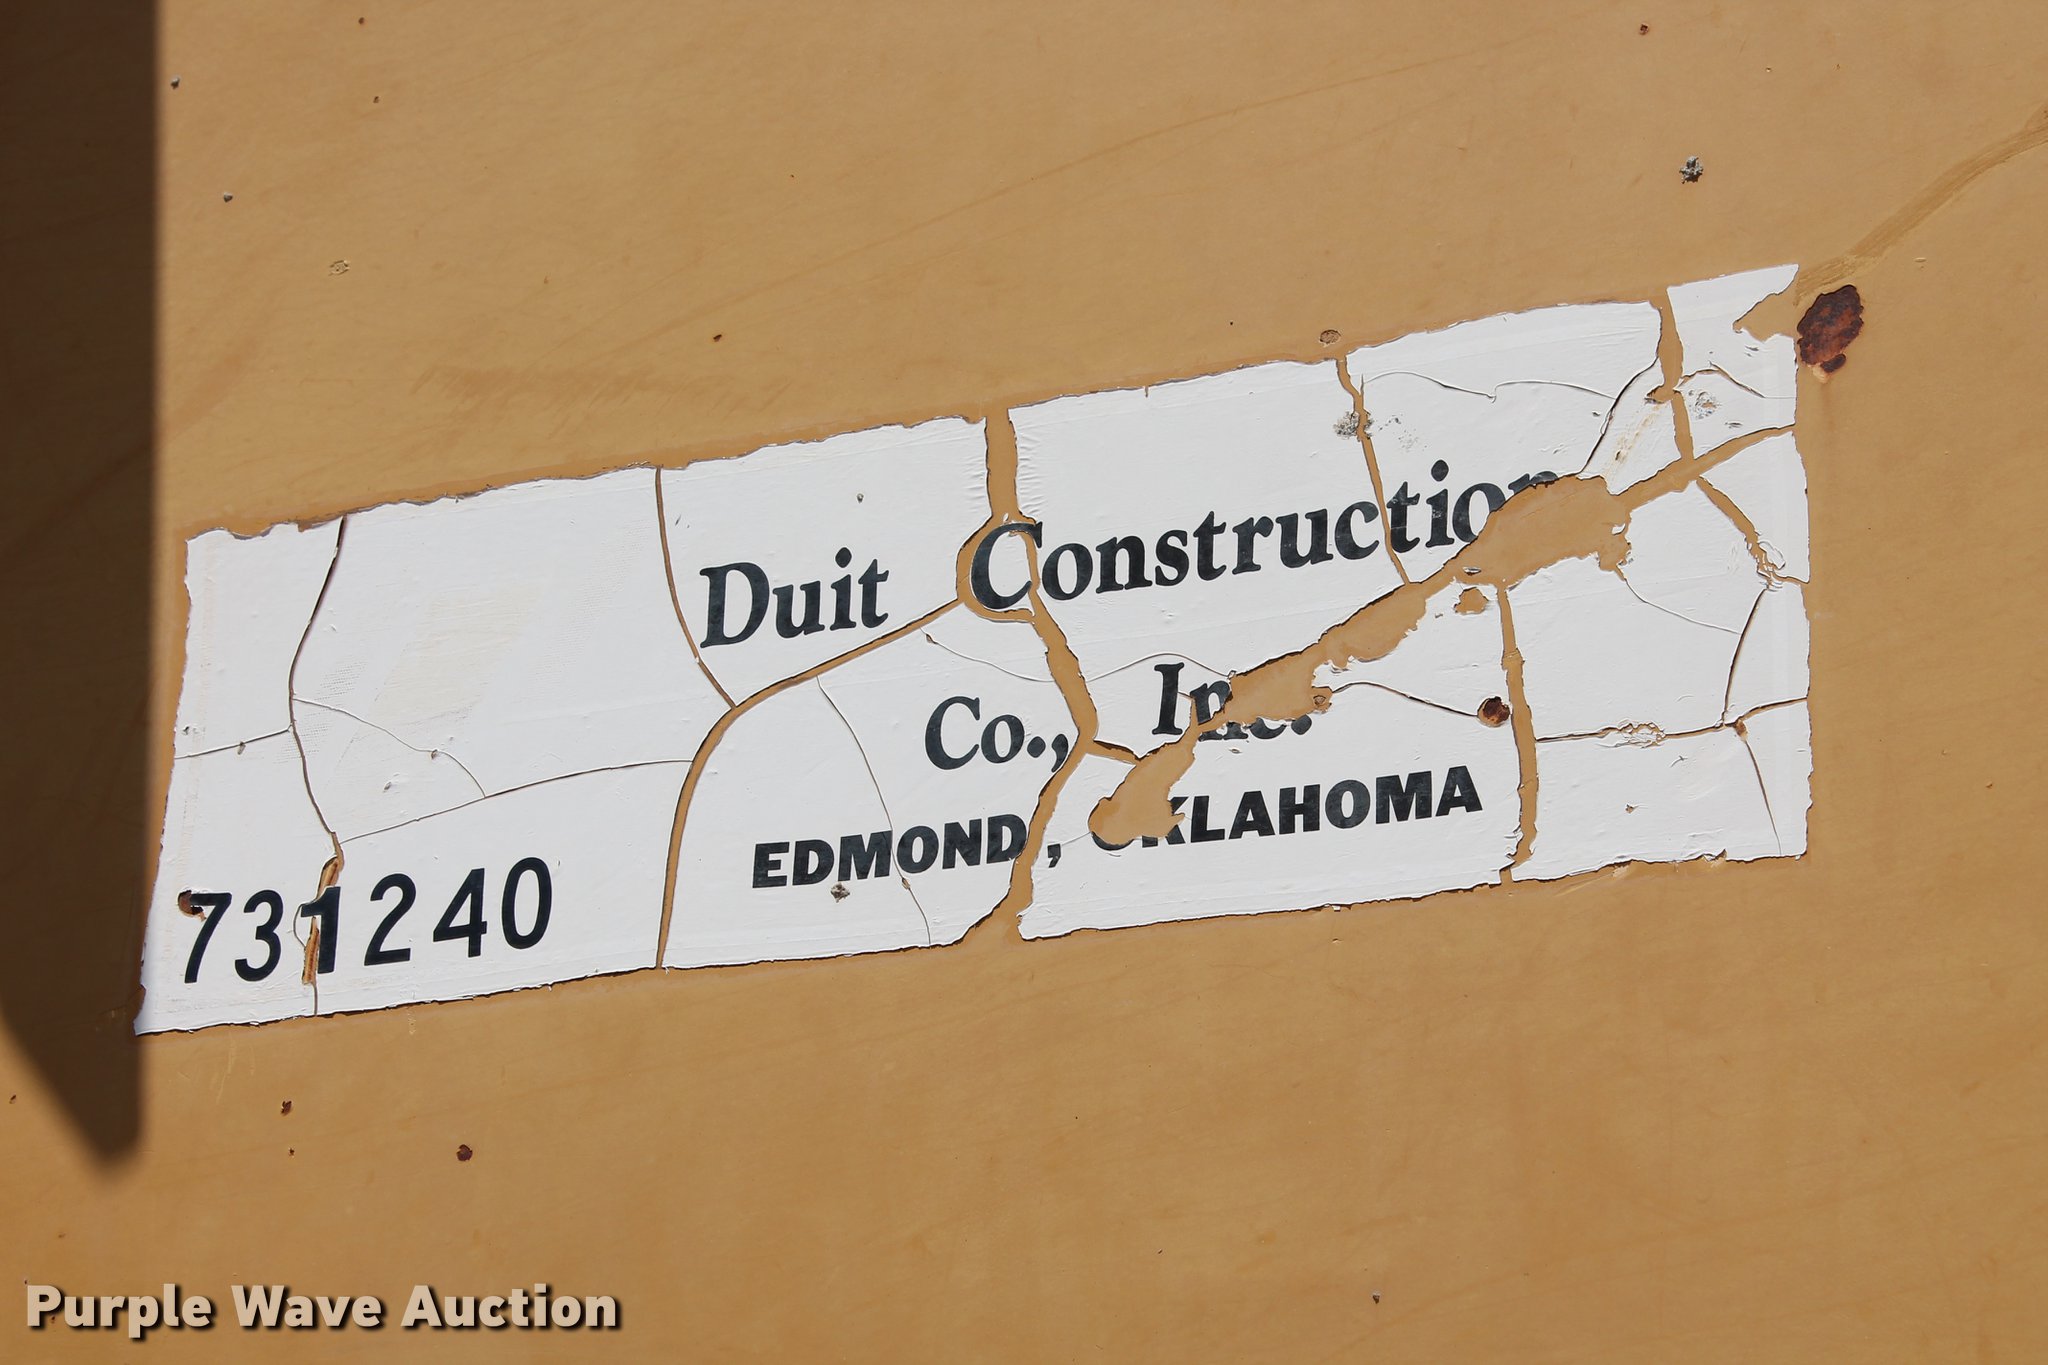 Duit Construction
Co., Inc.
EDMOND, OKLAHOMA
731240
Purple Wave Auction